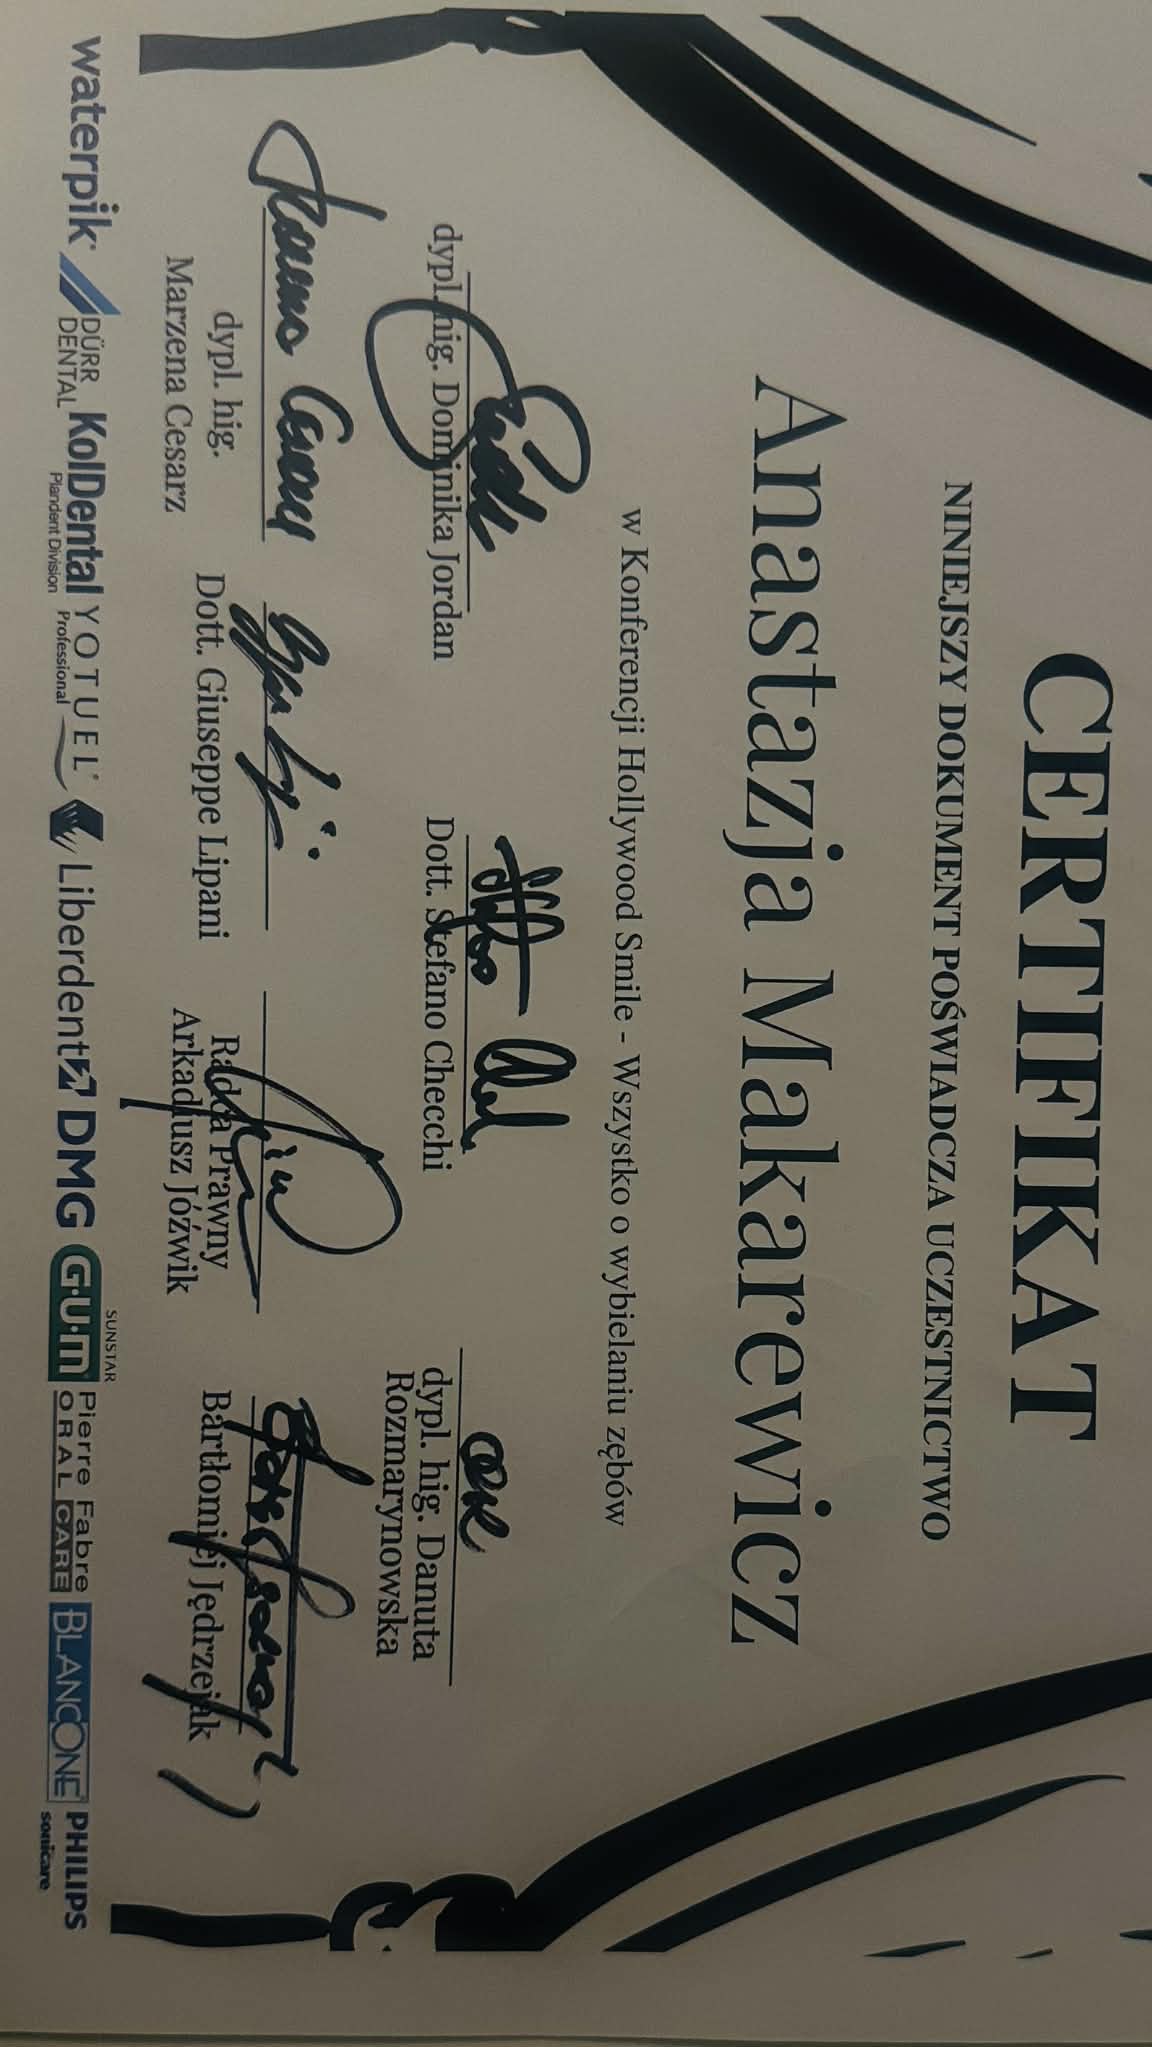 CERTIFIKAT
NINIEJSZY DOKUMENT POŚWIADCZA UCZESTNICTWO
Anastazja Makarewicz
w Konferencji Hollywood Smile - Wszystko o wybielaniu zębów
dypl. hig. Dominika Jordan
Dott. Stefano Checchi
dypl. hig. Danuta
Rozmarynowska
dypl. hig.
Marzena Cesarz
Dott. Giuseppe Lipani
Radca Prawny
Arkadiusz Jóźwik
Bartłomiej Jędrzejak
waterpik
DÜRR
DENTAL
KolDental
Plandent Division
YOTUEL
Professional
Liberdent
DMG
SUNSTAR
G·U·M
Pierre Fabre
ORAL CARE
BLANCONE
PHILIPS
sonicare